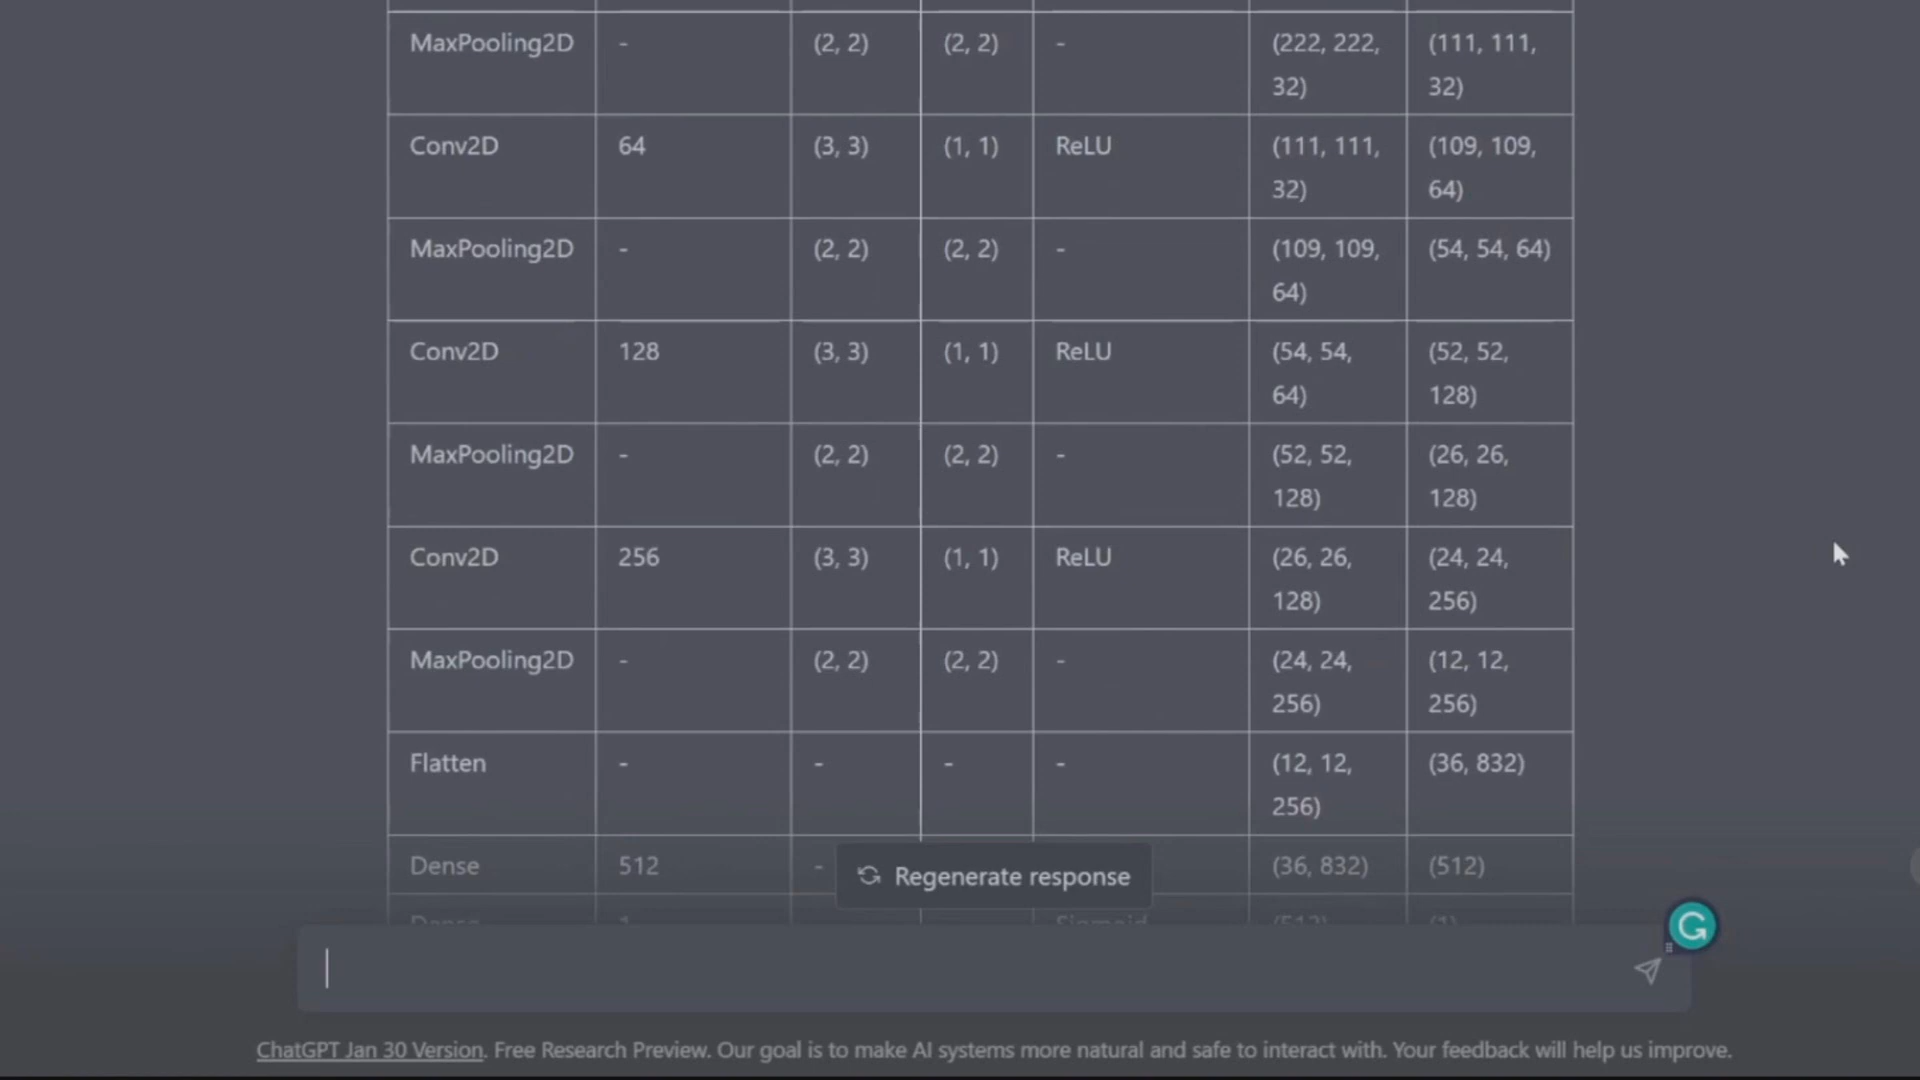 MaxPooling2D - (2, 2) (2, 2) - (222, 222, (111, 111,
32) 32)
Conv2D 64 (3, 3) (1, 1) ReLU (111, 111, (109, 109,
32) 64)
MaxPooling2D - (2, 2) (2, 2) - (109, 109, (54, 54, 64)
64)
Conv2D 128 (3, 3) (1, 1) ReLU (54, 54, (52, 52,
64) 128)
MaxPooling2D - (2, 2) (2, 2) - (52, 52, (26, 26,
128) 128)
Conv2D 256 (3, 3) (1, 1) ReLU (26, 26, (24, 24,
128) 256)
MaxPooling2D - (2, 2) (2, 2) - (24, 24, (12, 12,
256) 256)
Flatten - - - - (12, 12, (36, 832)
256)
Dense 512 - (36, 832) (512)
Regenerate response
Dense 1 Sigmoid (512) (1)
ChatGPT Jan 30 Version. Free Research Preview. Our goal is to make AI systems more natural and safe to interact with. Your feedback will help us improve.